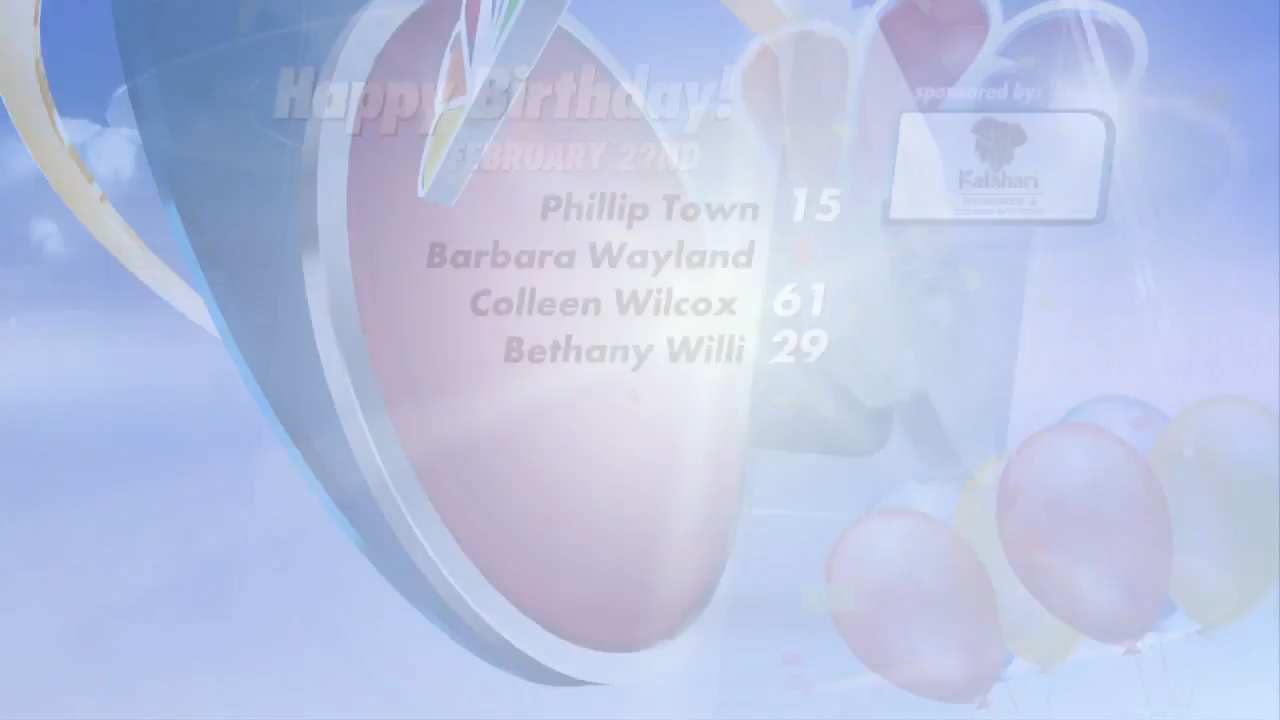 Happy Birthday!
sponsored by:
FEBRUARY 22ND
Kalahari
Phillip Town 15
Barbara Wayland
Colleen Wilcox 61
Bethany Willi 29